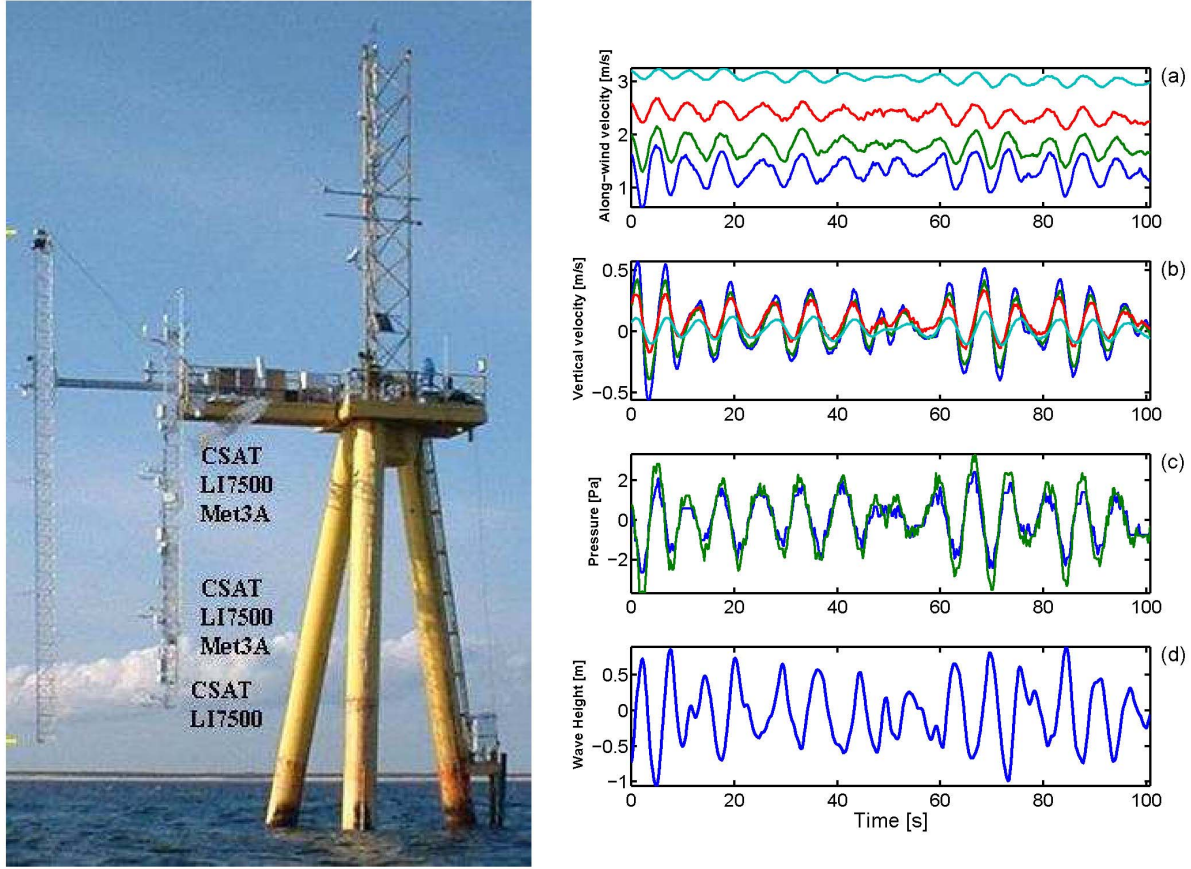 CSAT
LI7500
Met3A
CSAT
LI7500
Met3A
CSAT
LI7500
(a)
Along-wind velocity [m/s]
3
2
1
0 20 40 60 80 100
(b)
Vertical velocity [m/s]
0.5
0
−0.5
0 20 40 60 80 100
(c)
Pressure [Pa]
2
0
−2
0 20 40 60 80 100
(d)
Wave Height [m]
0.5
0
−0.5
−1
0 20 40 60 80 100
Time [s]